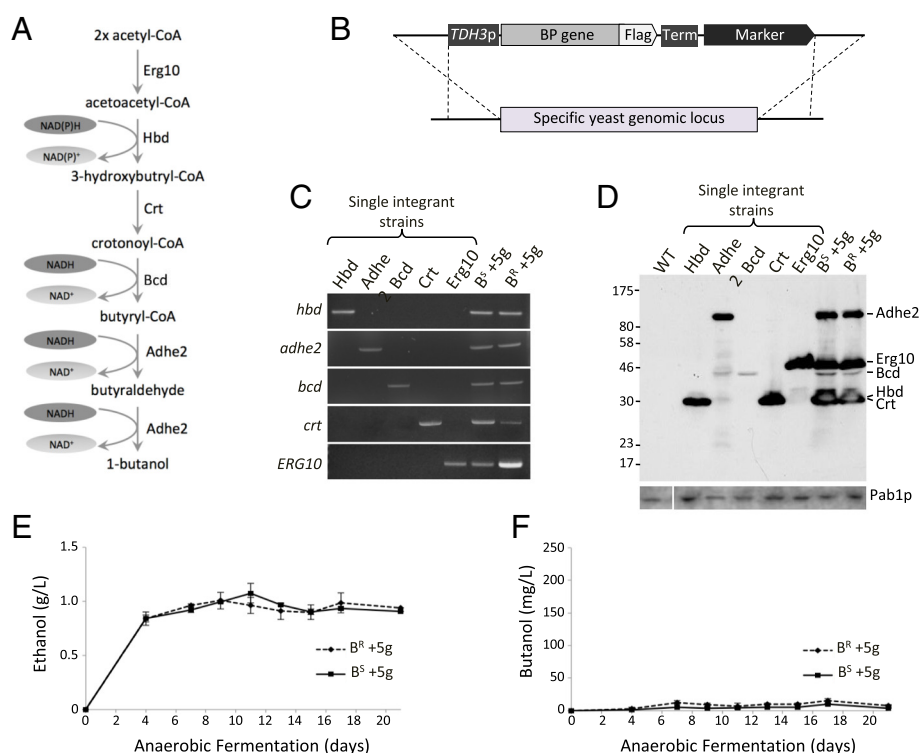 A
2x acetyl-CoA
Erg10
acetoacetyl-CoA
NAD(P)H
Hbd
NAD(P)⁺
3-hydroxybutryl-CoA
Crt
crotonoyl-CoA
NADH
Bcd
NAD⁺
butyryl-CoA
NADH
Adhe2
NAD⁺
butyraldehyde
NADH
Adhe2
NAD⁺
1-butanol
B
TDH3p BP gene Flag Term Marker
Specific yeast genomic locus
C
Single integrant
strains
Hbd Adhe 2 Bcd Crt Erg10 Bˢ +5g Bᴿ +5g
hbd
adhe2
bcd
crt
ERG10
D
Single integrant
strains
WT Hbd Adhe 2 Bcd Crt Erg10 Bˢ +5g Bᴿ +5g
175
80
58
46
30
23
17
Adhe2
Erg10
Bcd
Hbd
Crt
Pab1p
E
Ethanol (g/L)
1.5
1.0
0.5
0
0 2 4 6 8 10 12 14 16 18 20
Bᴿ +5g
Bˢ +5g
Anaerobic Fermentation (days)
F
Butanol (mg/L)
250
200
150
100
50
0
0 2 4 6 8 10 12 14 16 18 20
Bᴿ +5g
Bˢ +5g
Anaerobic Fermentation (days)